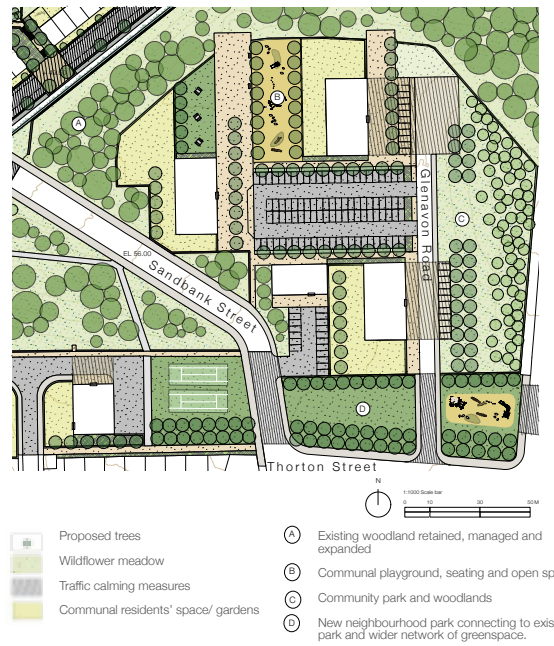 A
B
Glenavon Road
C
EL 56.00
Sandbank Street
D
Thorton Street
N
1:1000 Scale bar
0 10 30 50M
Proposed trees
Wildflower meadow
Traffic calming measures
Communal residents' space/ gardens
A Existing woodland retained, managed and
expanded
B Communal playground, seating and open sp
C Community park and woodlands
D New neighbourhood park connecting to exis
park and wider network of greenspace.